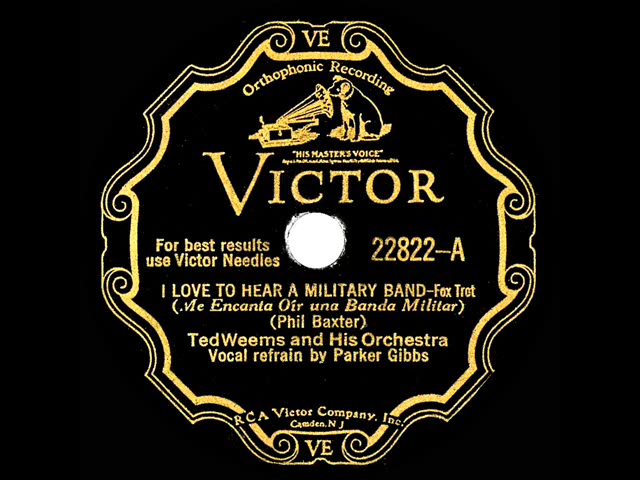 VE
Orthophonic Recording
"HIS MASTER'S VOICE"
VICTOR
For best results
use Victor Needles
22822-A
I LOVE TO HEAR A MILITARY BAND-Fox Trot
(Me Encanta Oír una Banda Militar)
(Phil Baxter)
Ted Weems and His Orchestra
Vocal refrain by Parker Gibbs
RCA Victor Company, Inc.
Camden, N J
VE